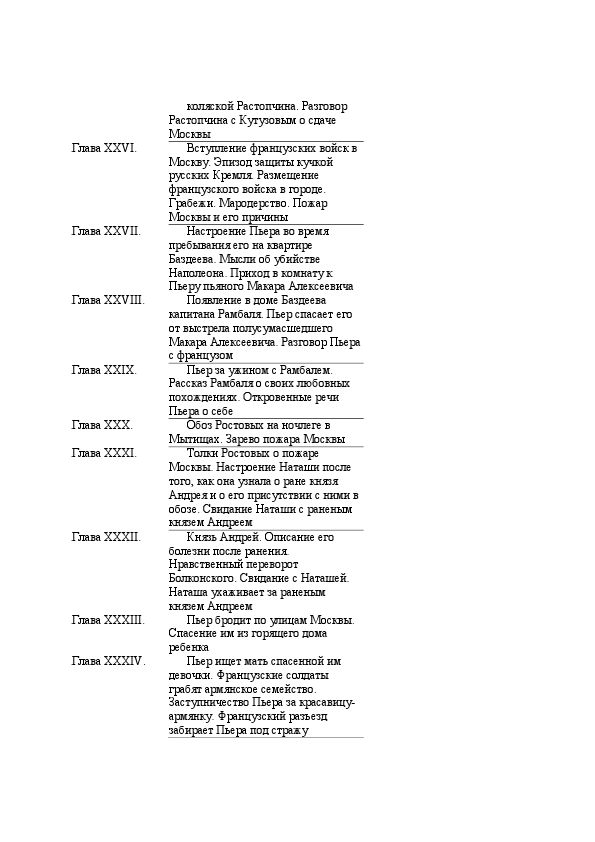 коляской Растопчина. Разговор
Растопчина с Кутузовым о сдаче
Москвы
Глава XXVI. Вступление французских войск в
Москву. Эпизод защиты кучкой
русских Кремля. Размещение
французского войска в городе.
Грабежи. Мародерство. Пожар
Москвы и его причины
Глава XXVII. Настроение Пьера во время
пребывания его на квартире
Баздеева. Мысли об убийстве
Наполеона. Приход в комнату к
Пьеру пьяного Макара Алексеевича
Глава XXVIII. Появление в доме Баздеева
капитана Рамбаля. Пьер спасает его
от выстрела полусумасшедшего
Макара Алексеевича. Разговор Пьера
с французом
Глава XXIX. Пьер за ужином с Рамбалем.
Рассказ Рамбаля о своих любовных
похождениях. Откровенные речи
Пьера о себе
Глава XXX. Обоз Ростовых на ночлеге в
Мытищах. Зарево пожара Москвы
Глава XXXI. Толки Ростовых о пожаре
Москвы. Настроение Наташи после
того, как она узнала о ране князя
Андрея и о его присутствии с ними в
обозе. Свидание Наташи с раненым
князем Андреем
Глава XXXII. Князь Андрей. Описание его
болезни после ранения.
Нравственный переворот
Болконского. Свидание с Наташей.
Наташа ухаживает за раненым
князем Андреем
Глава XXXIII. Пьер бродит по улицам Москвы.
Спасение им из горящего дома
ребенка
Глава XXXIV. Пьер ищет мать спасенной им
девочки. Французские солдаты
грабят армянское семейство.
Заступничество Пьера за красавицу-
армянку. Французский разъезд
забирает Пьера под стражу